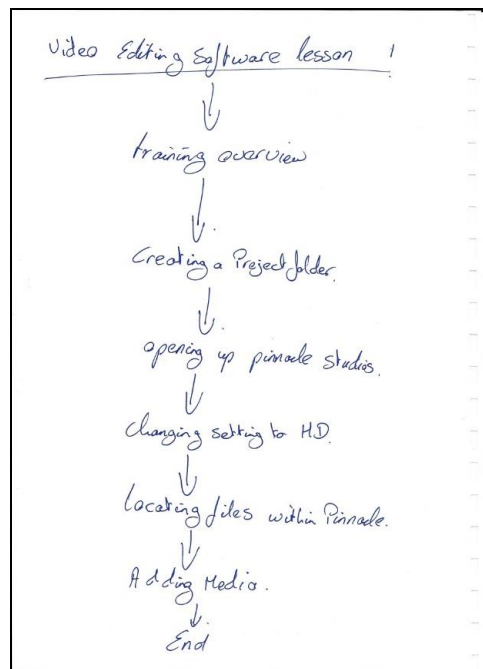 Video Editing Software lesson 1
training overview
Creating a Project folder.
opening up pinnacle studios.
Changing setting to HD.
Locating files within Pinnacle.
Adding Media.
End